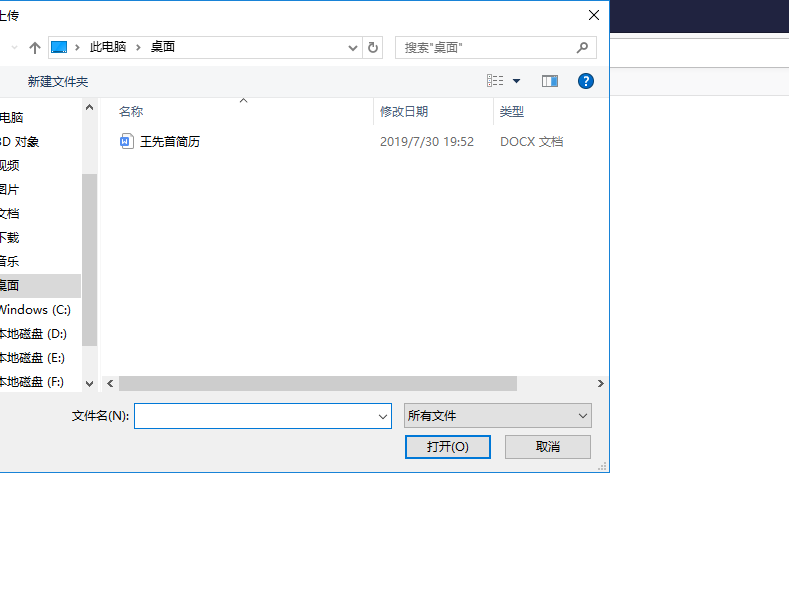 上传
此电脑 › 桌面
搜索"桌面"
新建文件夹
名称 修改日期 类型
王先首简历 2019/7/30 19:52 DOCX 文档
电脑
3D 对象
视频
图片
文档
下载
音乐
桌面
Windows (C:)
本地磁盘 (D:)
本地磁盘 (E:)
本地磁盘 (F:)
文件名(N):
所有文件
打开(O) 取消